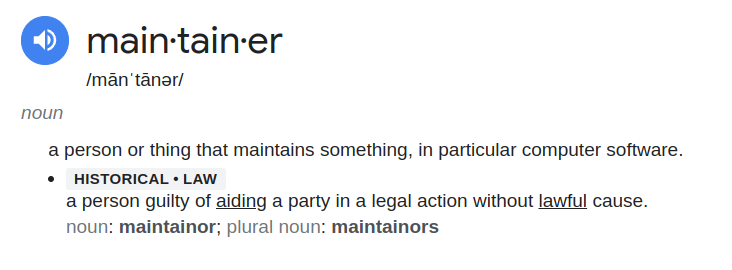 main·tain·er
/mānˈtānər/
noun
a person or thing that maintains something, in particular computer software.
• HISTORICAL • LAW
a person guilty of aiding a party in a legal action without lawful cause.
noun: maintainor; plural noun: maintainors